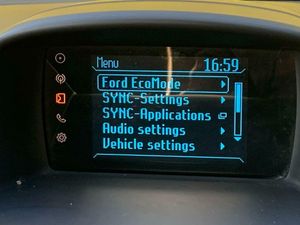 Menu 16:59
Ford EcoMode
SYNC-Settings
SYNC-Applications
Audio settings
Vehicle settings